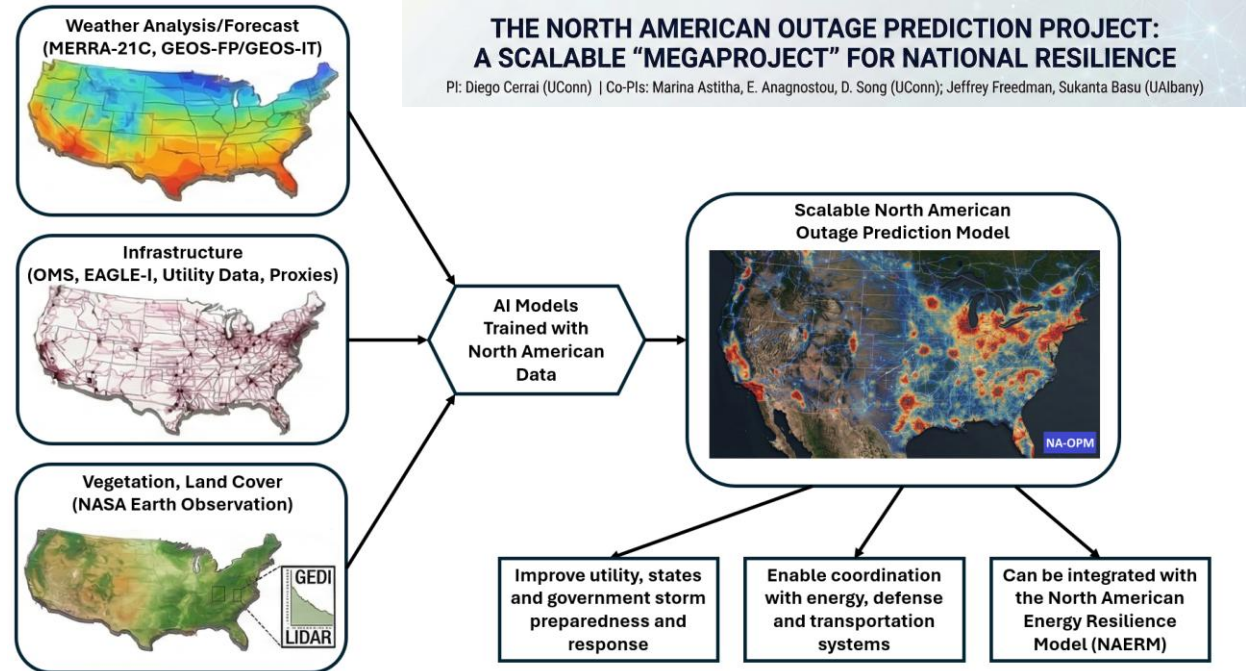 THE NORTH AMERICAN OUTAGE PREDICTION PROJECT:
A SCALABLE “MEGAPROJECT” FOR NATIONAL RESILIENCE
PI: Diego Cerrai (UConn) | Co-PIs: Marina Astitha, E. Anagnostou, D. Song (UConn); Jeffrey Freedman, Sukanta Basu (UAlbany)
Weather Analysis/Forecast
(MERRA-21C, GEOS-FP/GEOS-IT)
Infrastructure
(OMS, EAGLE-I, Utility Data, Proxies)
Vegetation, Land Cover
(NASA Earth Observation)
GEDI
LIDAR
AI Models
Trained with
North American
Data
Scalable North American
Outage Prediction Model
NA-OPM
Improve utility, states
and government storm
preparedness and
response
Enable coordination
with energy, defense
and transportation
systems
Can be integrated with
the North American
Energy Resilience
Model (NAERM)